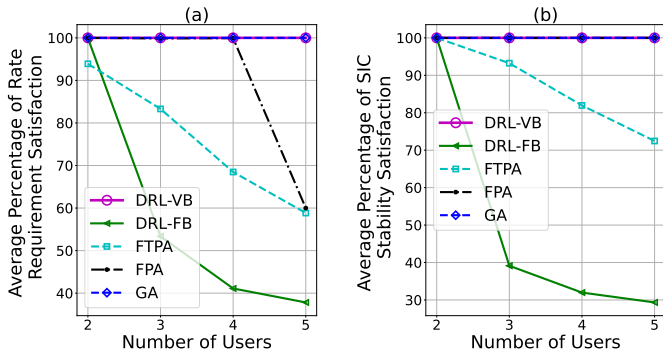 (a)
Average Percentage of Rate
Requirement Satisfaction
100
90
80
70
60
50
40
DRL-VB
DRL-FB
FTPA
FPA
GA
2
3
4
5
Number of Users
(b)
Average Percentage of SIC
Stability Satisfaction
100
90
80
70
60
50
40
30
DRL-VB
DRL-FB
FTPA
FPA
GA
2
3
4
5
Number of Users